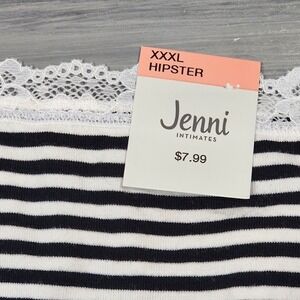 XXXL
HIPSTER
Jenni
INTIMATES
$7.99